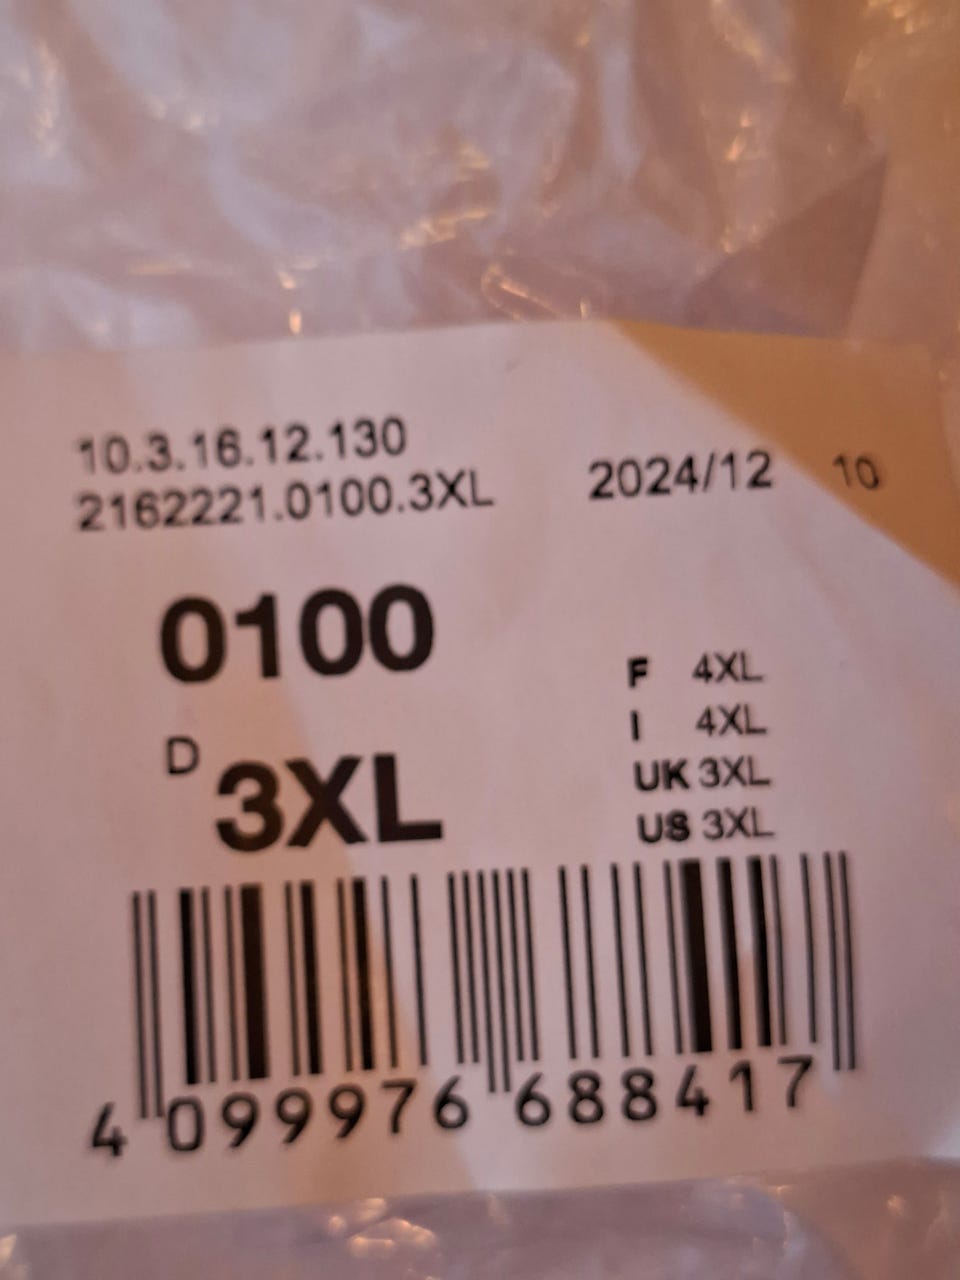 10.3.16.12.130
2162221.0100.3XL 2024/12 10
0100
F 4XL
I 4XL
D 3XL
UK 3XL
US 3XL
4 099976 688417